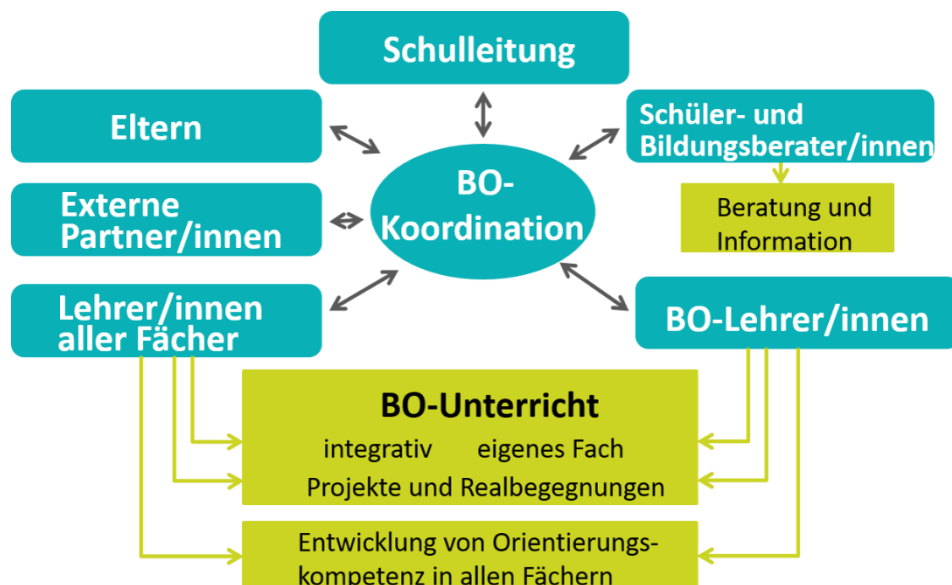 Schulleitung
Eltern
Schüler- und
Bildungsberater/innen
BO-
Koordination
Externe
Partner/innen
Beratung und
Information
Lehrer/innen
aller Fächer
BO-Lehrer/innen
BO-Unterricht
integrativ eigenes Fach
Projekte und Realbegegnungen
Entwicklung von Orientierungs-
kompetenz in allen Fächern